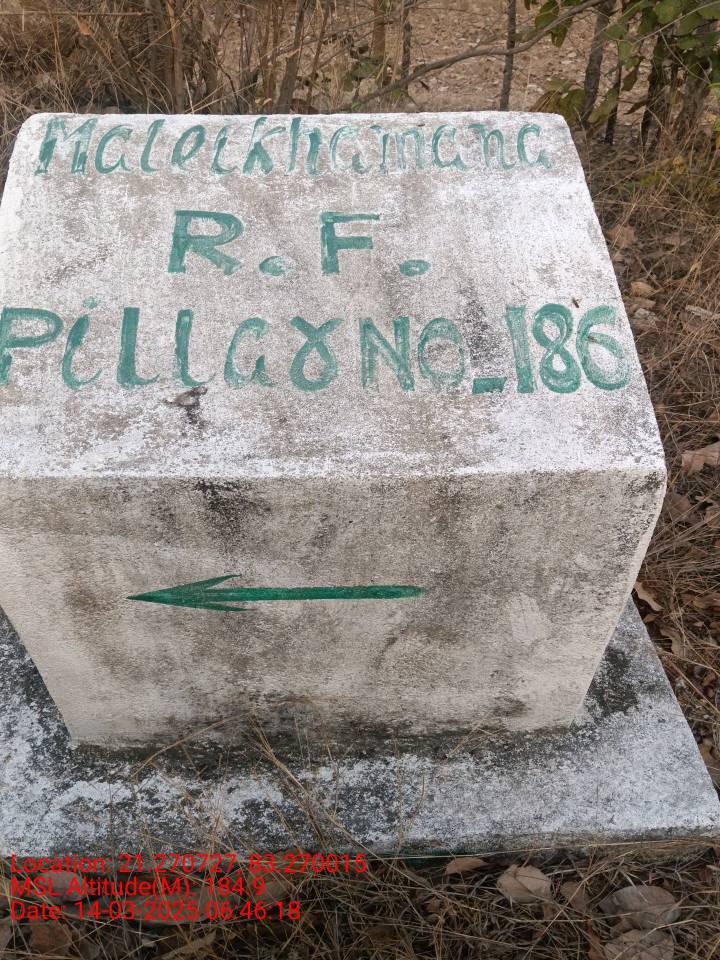 Maleikhamana
R. F.
Pillar No_186
Location: 21.270727, 83.270015
MSL Altitude(M): 184.9
Date: 14-03-2025 06:46:18